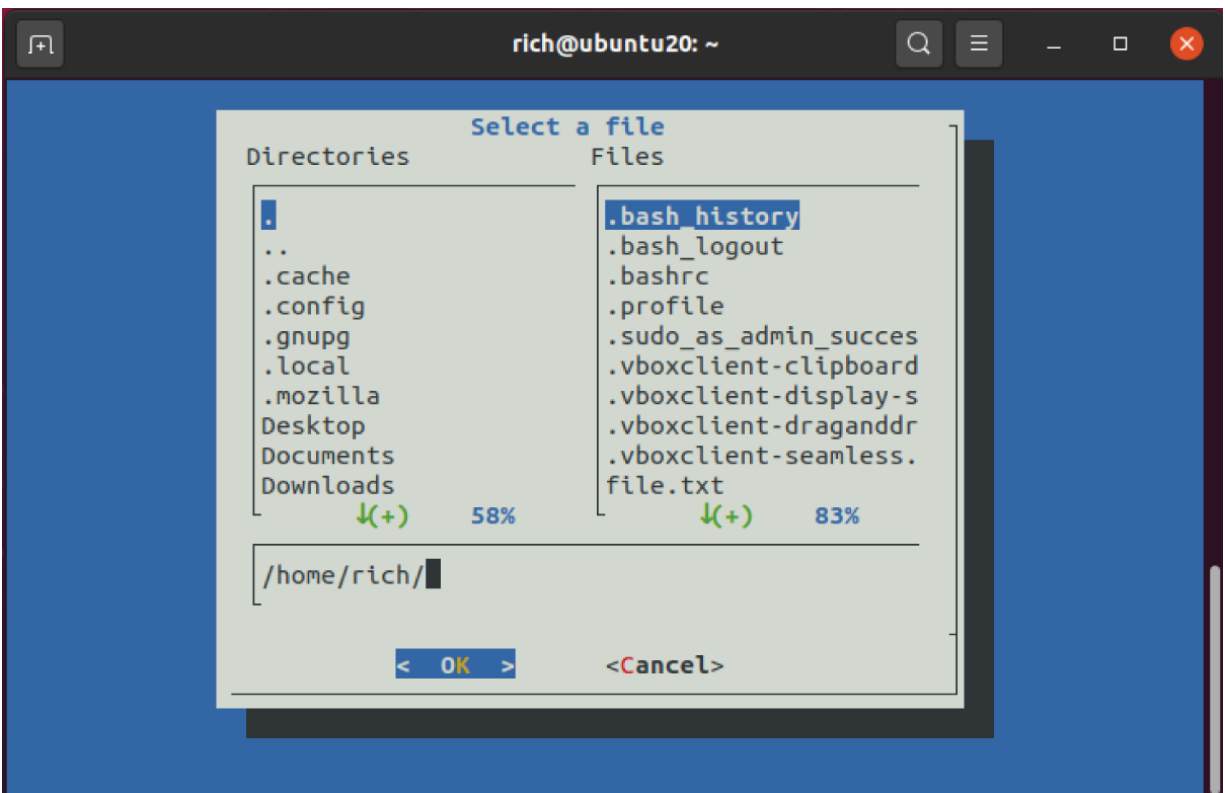 rich@ubuntu20: ~
Select a file
Directories Files
. .bash_history
.. .bash_logout
.cache .bashrc
.config .profile
.gnupg .sudo_as_admin_succes
.local .vboxclient-clipboard
.mozilla .vboxclient-display-s
Desktop .vboxclient-draganddr
Documents .vboxclient-seamless.
Downloads file.txt
↓(+) 58% ↓(+) 83%
/home/rich/
< OK > <Cancel>